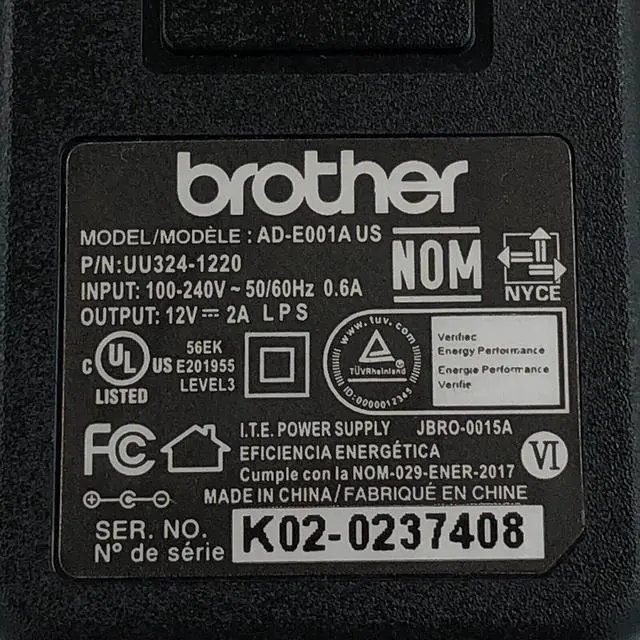 brother
MODEL/MODÈLE : AD-E001A US
P/N:UU324-1220
INPUT: 100-240V ~ 50/60Hz 0.6A
OUTPUT: 12V ⎓ 2A L P S
NOM
NYCE
C UL US
LISTED
56EK
E201955
LEVEL3
www.tuv.com
TÜVRheinland
ID:0000012345
Verified
Energy Performance
Energie Performance
Verifie
FC
I.T.E. POWER SUPPLY JBRO-0015A
EFICIENCIA ENERGÉTICA
Cumple con la NOM-029-ENER-2017
VI
MADE IN CHINA/FABRIQUÉ EN CHINE
SER. NO.
Nº de série
K02-0237408